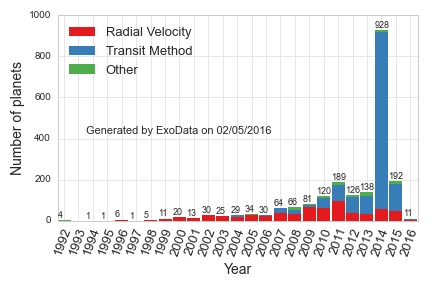 1000
800
600
400
200
0
Number of planets
Radial Velocity
Transit Method
Other
Generated by ExoData on 02/05/2016
4 1 1 6 1 5 11 20 13 30 25 29 34 30 64 66 81 120 189 126 138 928 192 11
1992 1993 1994 1995 1996 1997 1998 1999 2000 2001 2002 2003 2004 2005 2006 2007 2008 2009 2010 2011 2012 2013 2014 2015 2016
Year